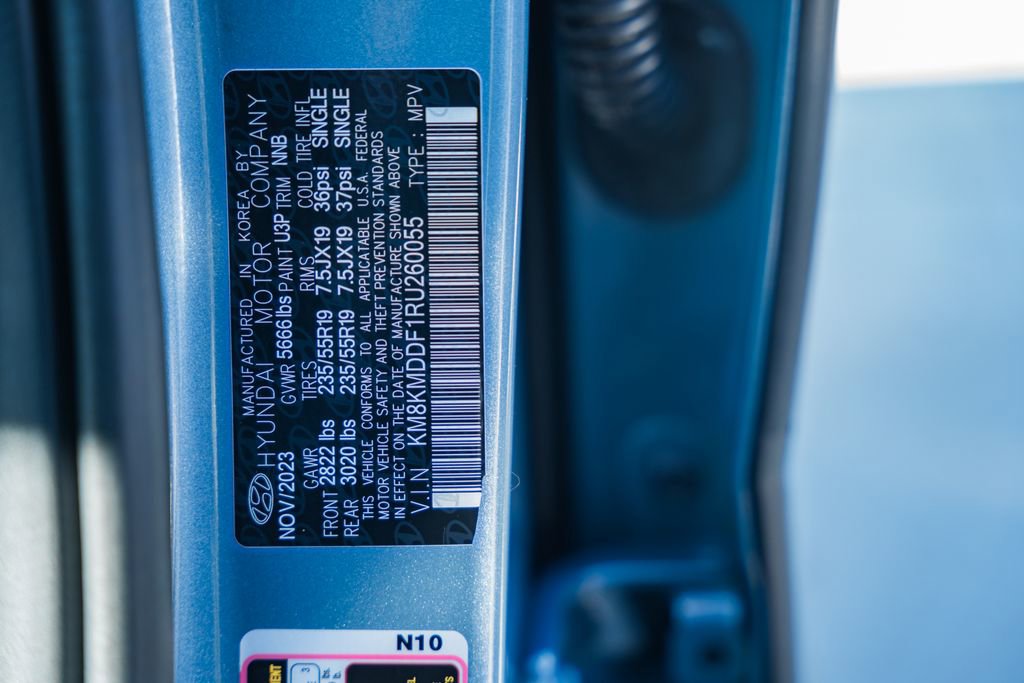 MANUFACTURED IN KOREA BY
HYUNDAI MOTOR COMPANY
NOV/2023 GVWR 5666lbs PAINT U3P TRIM NNB
GAWR TIRES RIMS COLD TIRE INFL
FRONT 2822 lbs 235/55R19 7.5JX19 36psi SINGLE
REAR 3020 lbs 235/55R19 7.5JX19 37psi SINGLE
THIS VEHICLE CONFORMS TO ALL APPLICATABLE U.S.A. FEDERAL
MOTOR VEHICLE SAFETY AND THEFT PREVENTION STANDARDS
IN EFFECT ON THE DATE OF MANUFACTURE SHOWN ABOVE
V.I.N KM8KMDDF1RU260055 TYPE : MPV
N10